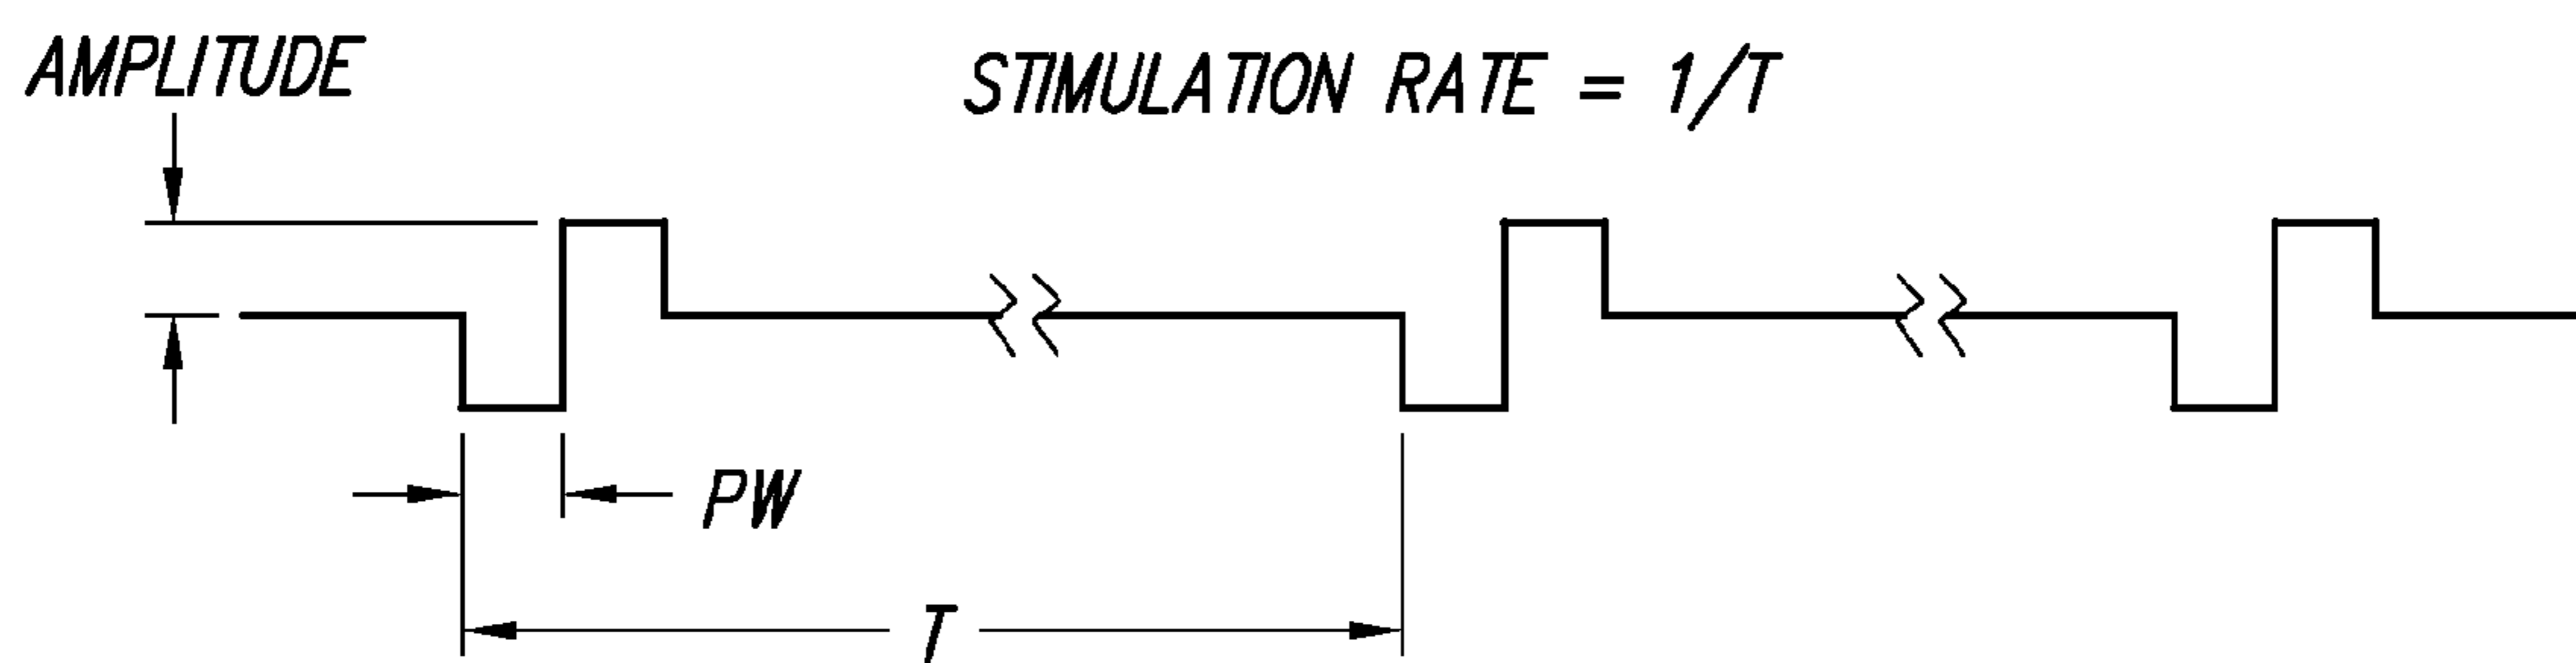 AMPLITUDE
STIMULATION RATE = 1/T
PW
T